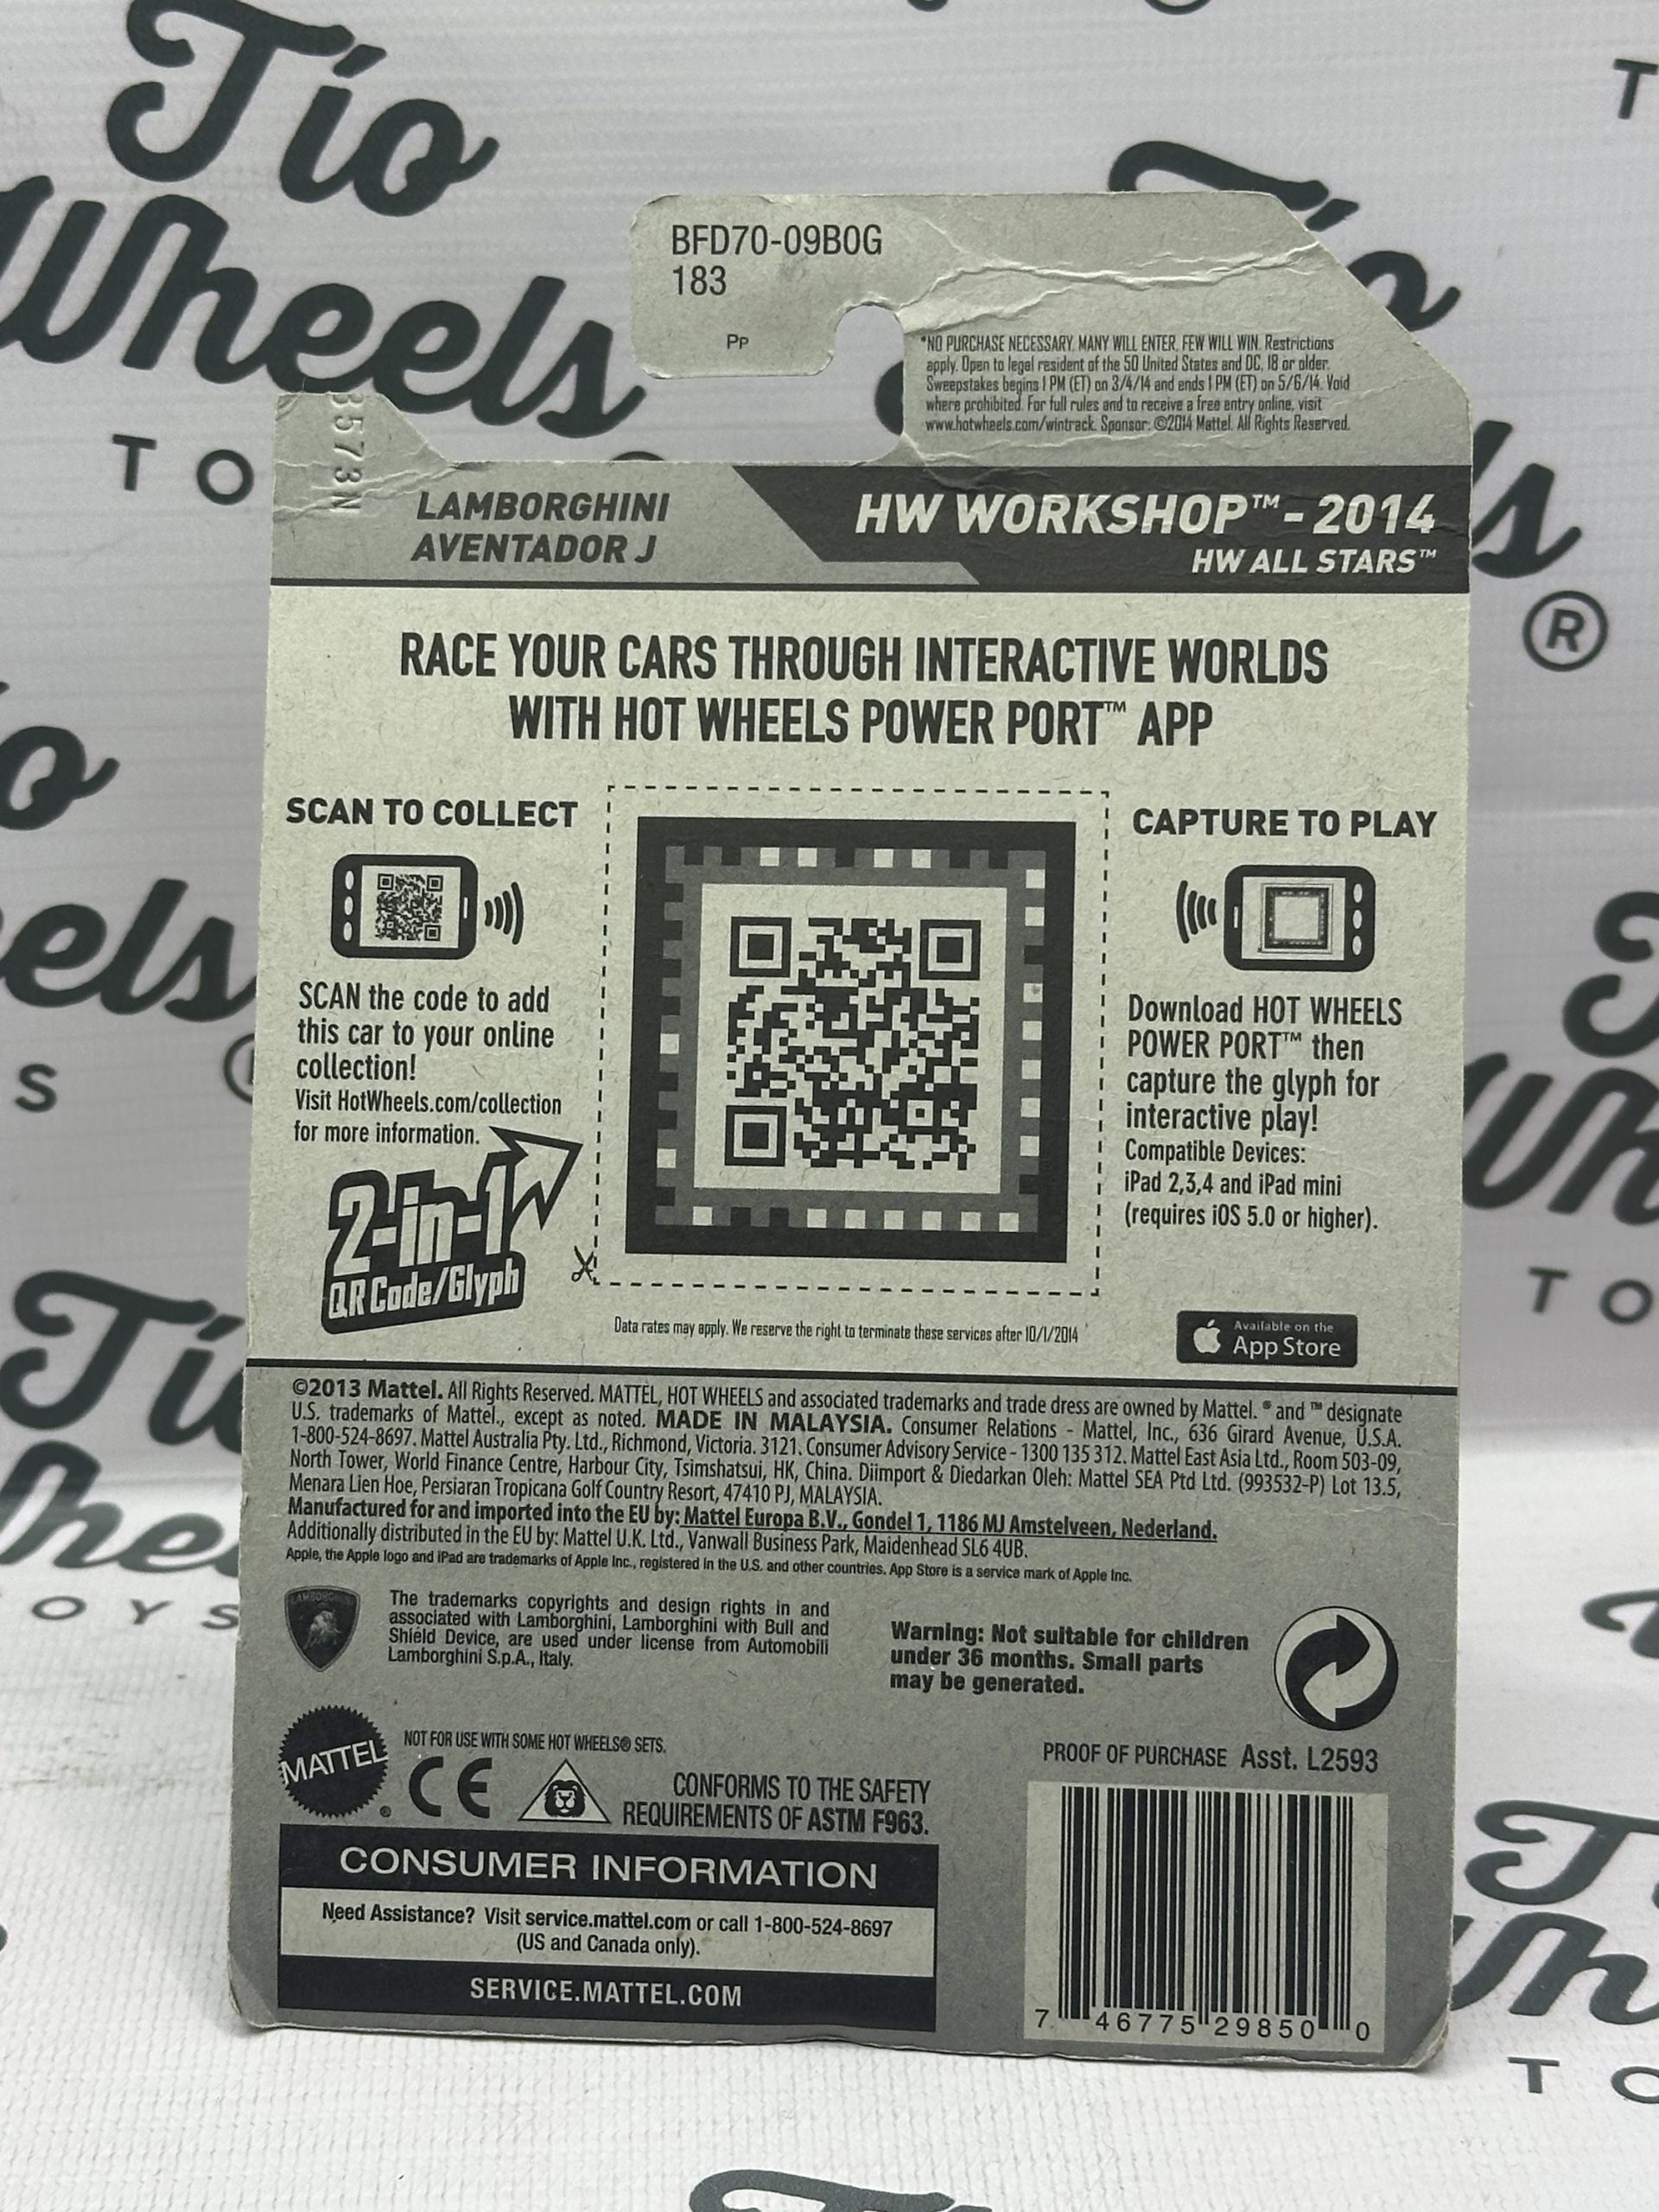 Tio
Wheels
TO
T
Tio
ls
®
o
eels
S
Wh
TO
Tio
Whe
OYS
TO
BFD70-09B0G
183
Pp
*NO PURCHASE NECESSARY. MANY WILL ENTER, FEW WILL WIN. Restrictions
apply. Open to legal resident of the 50 United States and DC, 18 or older.
Sweepstakes begins 1 PM (ET) on 3/4/14 and ends 1 PM (ET) on 5/6/14. Void
where prohibited. For full rules and to receive a free entry online, visit
www.hotwheels.com/wintrack. Sponsor: ©2014 Mattel. All Rights Reserved.
3573N
LAMBORGHINI
AVENTADOR J
HW WORKSHOP™ - 2014
HW ALL STARS™
RACE YOUR CARS THROUGH INTERACTIVE WORLDS
WITH HOT WHEELS POWER PORT™ APP
SCAN TO COLLECT
SCAN the code to add
this car to your online
collection!
Visit HotWheels.com/collection
for more information.
2-in-1
QR Code/Glyph
CAPTURE TO PLAY
Download HOT WHEELS
POWER PORT™ then
capture the glyph for
interactive play!
Compatible Devices:
iPad 2,3,4 and iPad mini
(requires iOS 5.0 or higher).
Data rates may apply. We reserve the right to terminate these services after 10/1/2014
Available on the
App Store
©2013 Mattel. All Rights Reserved. MATTEL, HOT WHEELS and associated trademarks and trade dress are owned by Mattel. ® and ™ designate
U.S. trademarks of Mattel., except as noted. MADE IN MALAYSIA. Consumer Relations - Mattel, Inc., 636 Girard Avenue, U.S.A.
1-800-524-8697. Mattel Australia Pty. Ltd., Richmond, Victoria. 3121. Consumer Advisory Service - 1300 135 312. Mattel East Asia Ltd., Room 503-09,
North Tower, World Finance Centre, Harbour City, Tsimshatsui, HK, China. Diimport & Diedarkan Oleh: Mattel SEA Ptd Ltd. (993532-P) Lot 13.5,
Menara Lien Hoe, Persiaran Tropicana Golf Country Resort, 47410 PJ, MALAYSIA.
Manufactured for and imported into the EU by: Mattel Europa B.V., Gondel 1, 1186 MJ Amstelveen, Nederland.
Additionally distributed in the EU by: Mattel U.K. Ltd., Vanwall Business Park, Maidenhead SL6 4UB.
Apple, the Apple logo and iPad are trademarks of Apple Inc., registered in the U.S. and other countries. App Store is a service mark of Apple Inc.
LAMBORGHINI
The trademarks copyrights and design rights in and
associated with Lamborghini, Lamborghini with Bull and
Shield Device, are used under license from Automobili
Lamborghini S.p.A., Italy.
Warning: Not suitable for children
under 36 months. Small parts
may be generated.
MATTEL
NOT FOR USE WITH SOME HOT WHEELS® SETS.
CE
CONFORMS TO THE SAFETY
REQUIREMENTS OF ASTM F963.
PROOF OF PURCHASE Asst. L2593
CONSUMER INFORMATION
Need Assistance? Visit service.mattel.com or call 1-800-524-8697
(US and Canada only).
SERVICE.MATTEL.COM
7 46775 29850 0